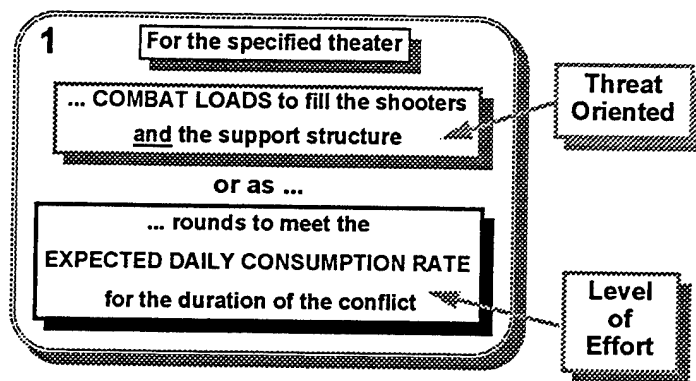 1
For the specified theater
... COMBAT LOADS to fill the shooters
and the support structure
Threat
Oriented
or as ...
... rounds to meet the
EXPECTED DAILY CONSUMPTION RATE
for the duration of the conflict
Level
of
Effort